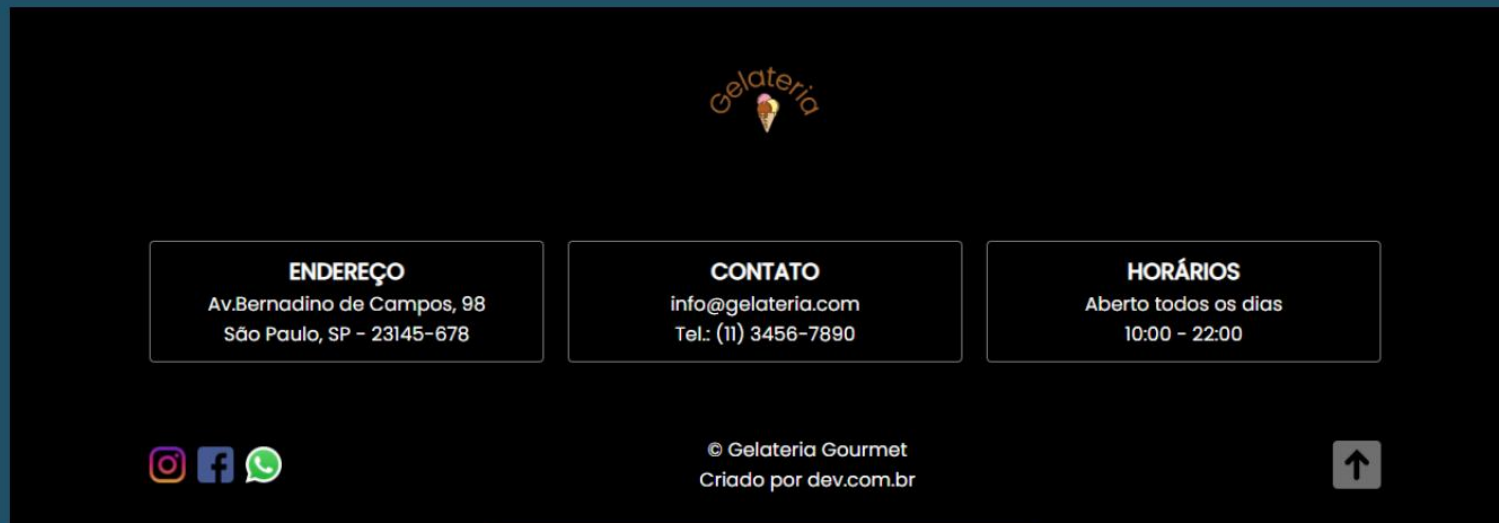 Gelateria
ENDEREÇO
Av.Bernadino de Campos, 98
São Paulo, SP - 23145-678
CONTATO
info@gelateria.com
Tel.: (11) 3456-7890
HORÁRIOS
Aberto todos os dias
10:00 - 22:00
© Gelateria Gourmet
Criado por dev.com.br